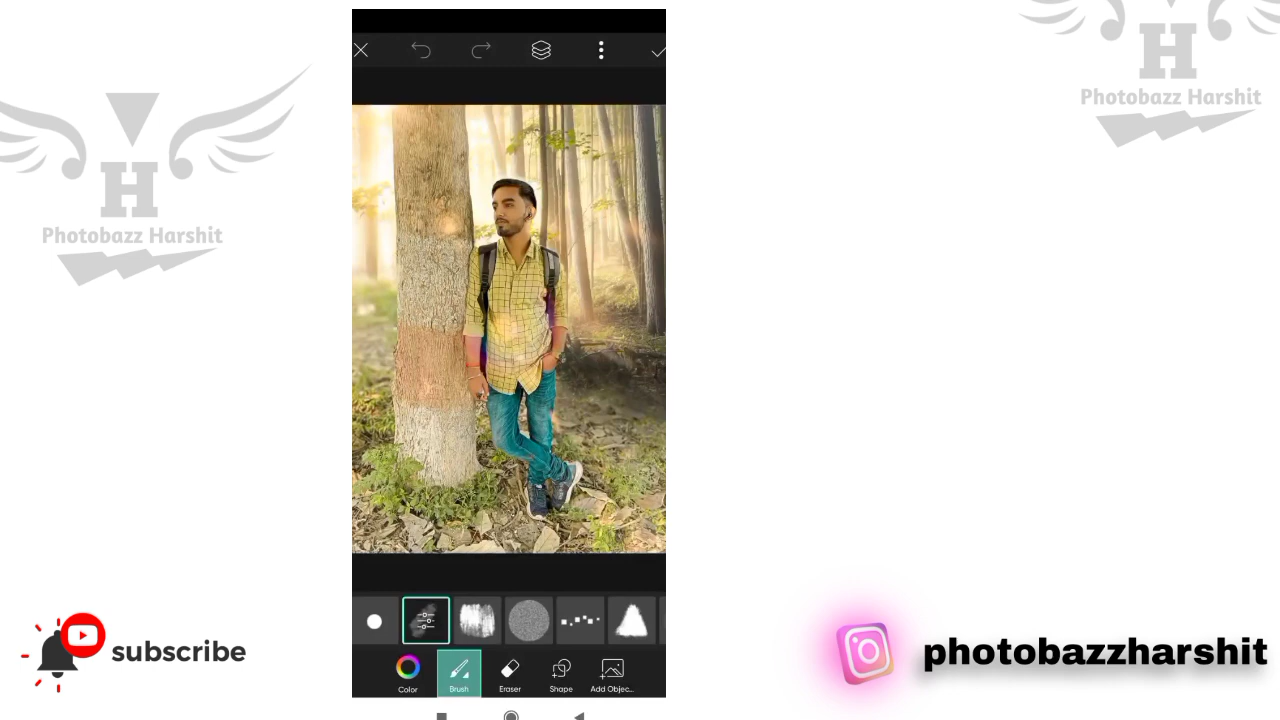 H
Photobazz Harshit
H
Photobazz Harshit
Color
Brush
Eraser
Shape
Add Objec...
subscribe
photobazzharshit